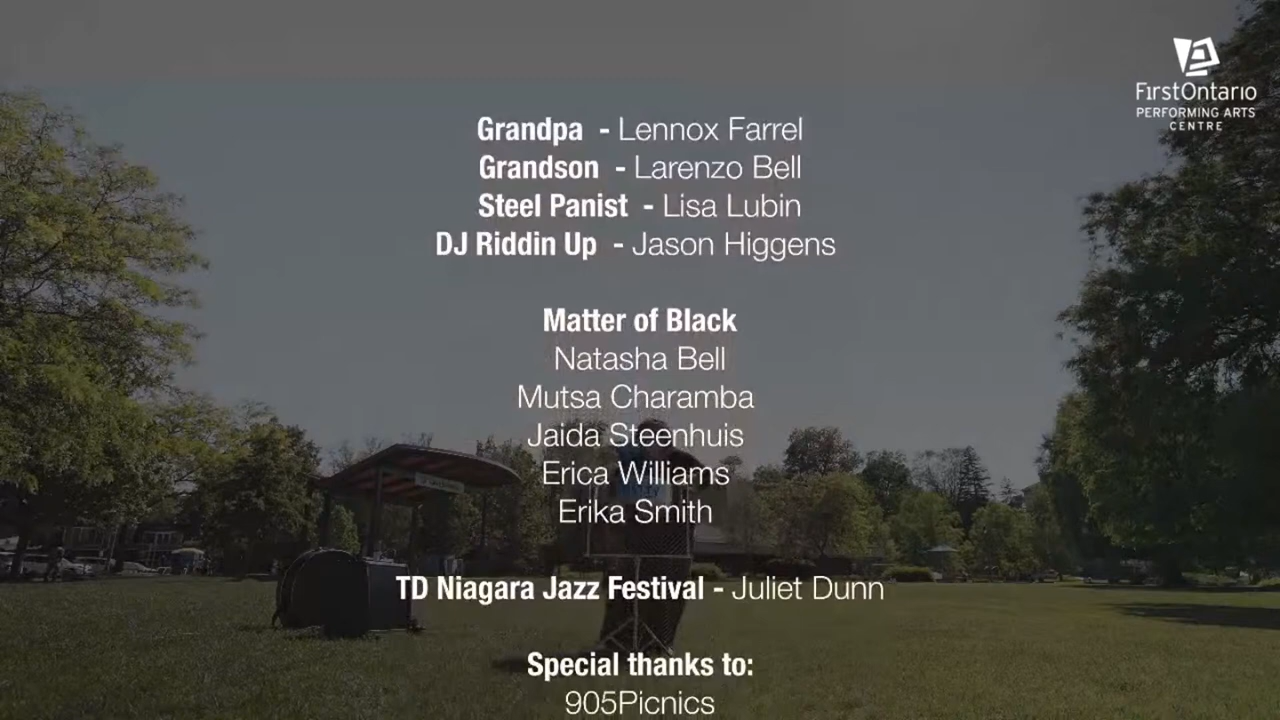 FirstOntario
PERFORMING ARTS
CENTRE
Grandpa - Lennox Farrel
Grandson - Larenzo Bell
Steel Panist - Lisa Lubin
DJ Riddin Up - Jason Higgens
Matter of Black
Natasha Bell
Mutsa Charamba
Jaida Steenhuis
Erica Williams
Erika Smith
TD Niagara Jazz Festival - Juliet Dunn
Special thanks to:
905Picnics